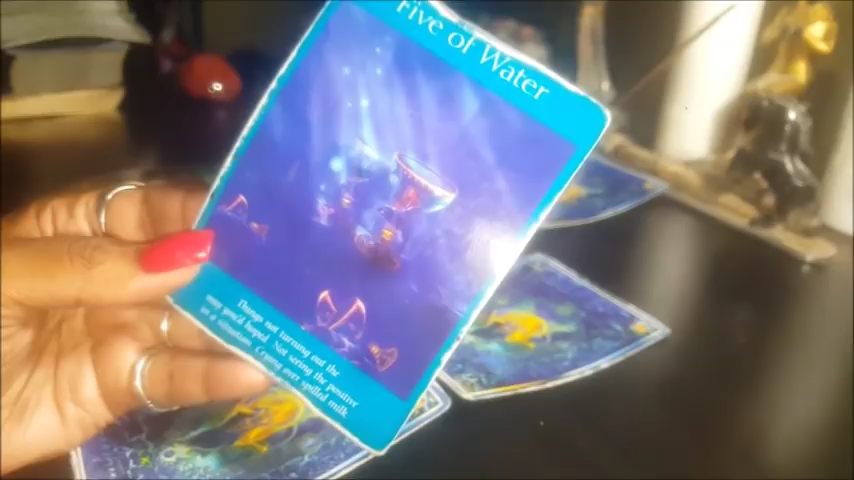 Five of Water
Things not turning out the
way you'd hoped. Not seeing the positive
in a situation. Crying over spilled milk.